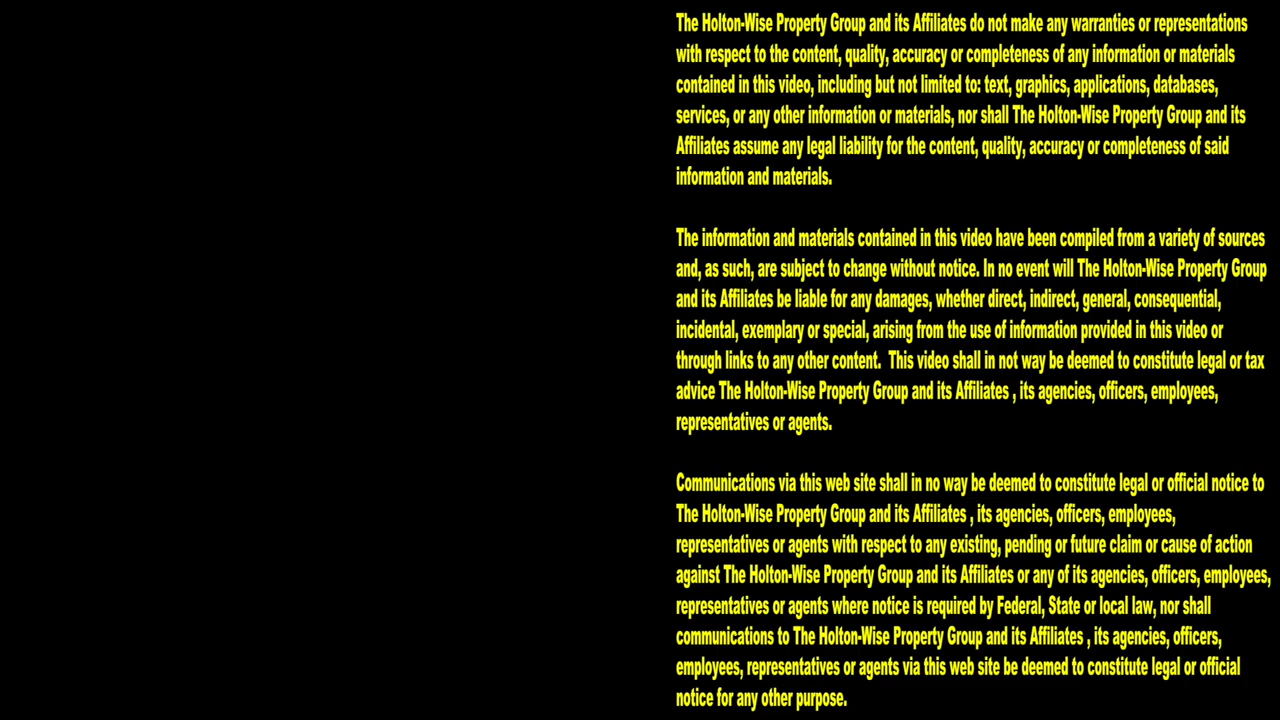 The Holton-Wise Property Group and its Affiliates do not make any warranties or representations
with respect to the content, quality, accuracy or completeness of any information or materials
contained in this video, including but not limited to: text, graphics, applications, databases,
services, or any other information or materials, nor shall The Holton-Wise Property Group and its
Affiliates assume any legal liability for the content, quality, accuracy or completeness of said
information and materials.
The information and materials contained in this video have been compiled from a variety of sources
and, as such, are subject to change without notice. In no event will The Holton-Wise Property Group
and its Affiliates be liable for any damages, whether direct, indirect, general, consequential,
incidental, exemplary or special, arising from the use of information provided in this video or
through links to any other content.  This video shall in not way be deemed to constitute legal or tax
advice The Holton-Wise Property Group and its Affiliates , its agencies, officers, employees,
representatives or agents.
Communications via this web site shall in no way be deemed to constitute legal or official notice to
The Holton-Wise Property Group and its Affiliates , its agencies, officers, employees,
representatives or agents with respect to any existing, pending or future claim or cause of action
against The Holton-Wise Property Group and its Affiliates or any of its agencies, officers, employees,
representatives or agents where notice is required by Federal, State or local law, nor shall
communications to The Holton-Wise Property Group and its Affiliates , its agencies, officers,
employees, representatives or agents via this web site be deemed to constitute legal or official
notice for any other purpose.